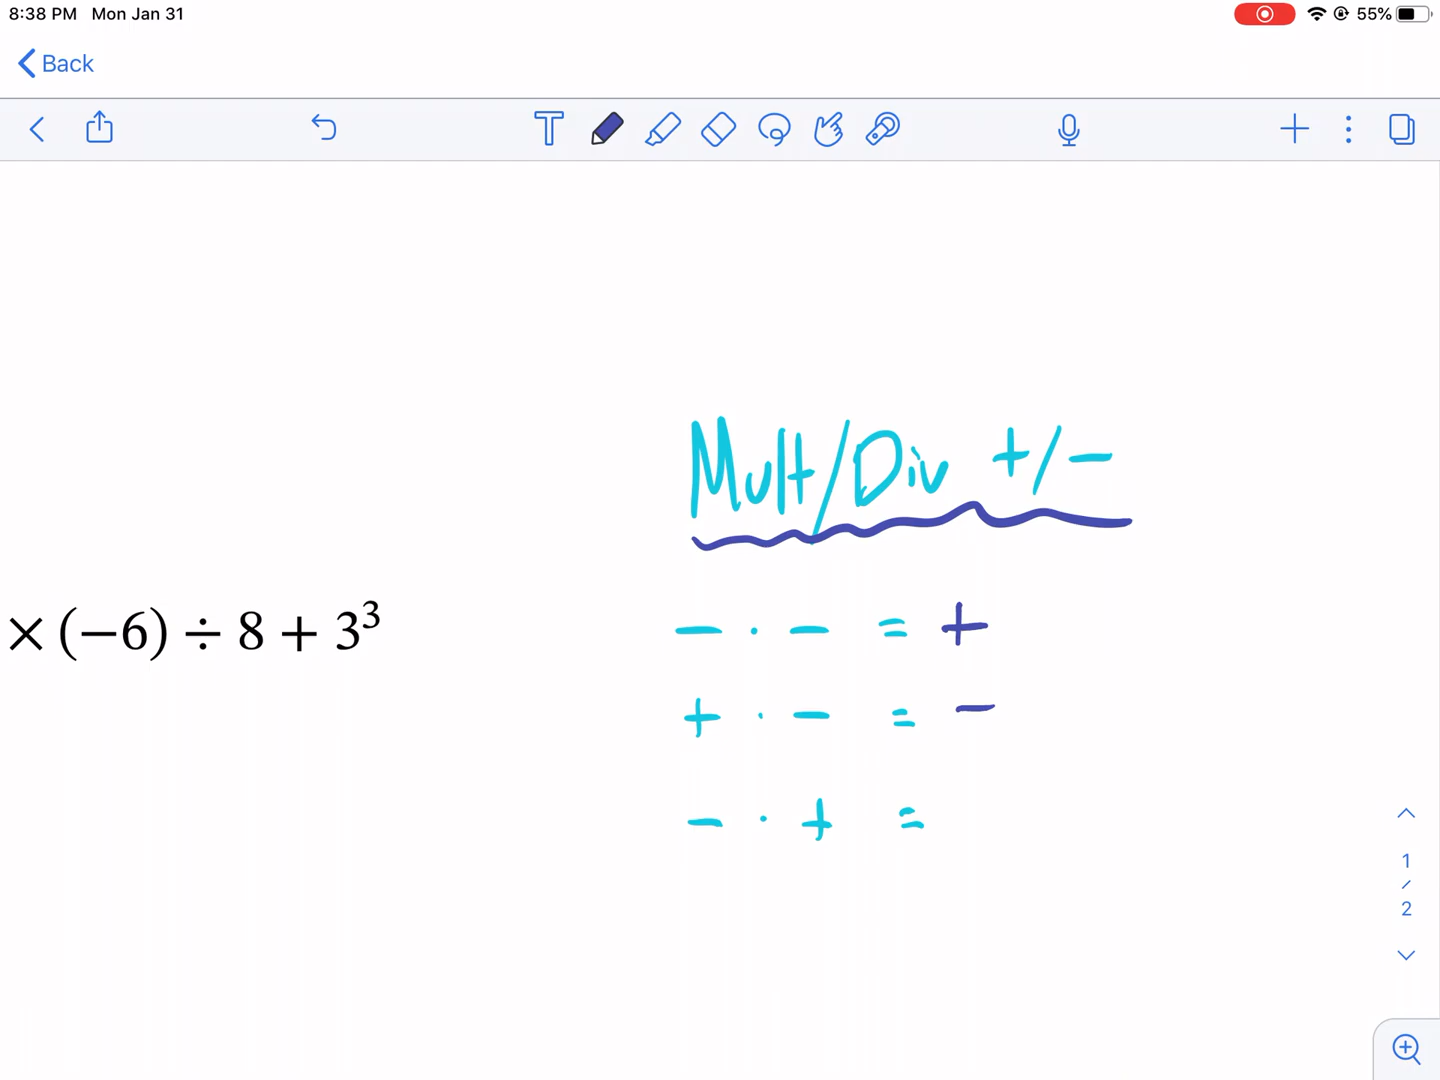 8:38 PM Mon Jan 31 55%
Back
T
Mult/Div +/-
× (−6) ÷ 8 + 3³
- · - = +
+ · - = -
- · + =
1
/
2